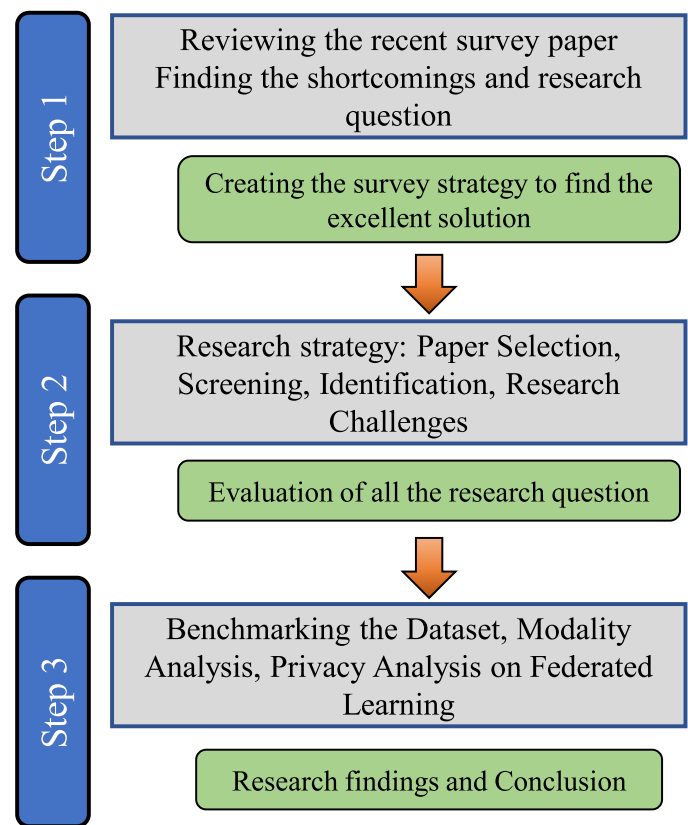 Step 1
Reviewing the recent survey paper
Finding the shortcomings and research
question
Creating the survey strategy to find the
excellent solution
Step 2
Research strategy: Paper Selection,
Screening, Identification, Research
Challenges
Evaluation of all the research question
Step 3
Benchmarking the Dataset, Modality
Analysis, Privacy Analysis on Federated
Learning
Research findings and Conclusion